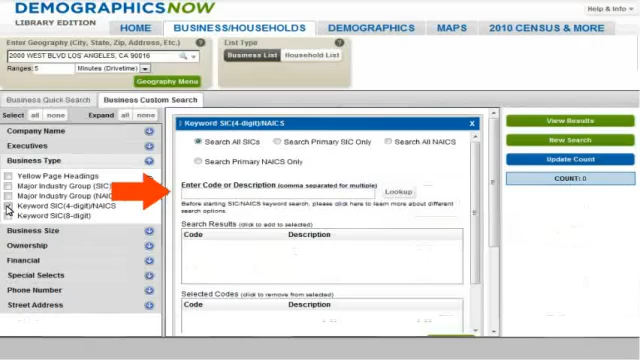 DEMOGRAPHICSNOW
LIBRARY EDITION
Help & Info
HOME
BUSINESS/HOUSEHOLDS
DEMOGRAPHICS
MAPS
2010 CENSUS & MORE
Enter Geography (City, State, Zip, Address, Etc.)
2000 WEST BLVD LOS ANGELES, CA 90016
Ranges: 5 Minutes (Drivetime)
Geography Menu
List Type
Business List Household List
Business Quick Search
Business Custom Search
Select all none Expand all none
Company Name
Executives
Business Type
Yellow Page Headings
Major Industry Group (SIC)
Major Industry Group (NAIC
Keyword SIC(4-digit)/NAICS
Keyword SIC(8-digit)
Business Size
Ownership
Financial
Special Selects
Phone Number
Street Address
Keyword SIC(4-digit)/NAICS X
Search All SICs Search Primary SIC Only Search All NAICS
Search Primary NAICS Only
Enter Code or Description (comma separated for multiple)
Lookup
Before starting SIC/NAICS keyword search, please click here to learn more about different
search options.
Search Results (click to add to selected)
Code Description
Selected Codes (click to remove from selected)
Code Description
View Results
New Search
Update Count
COUNT: 0